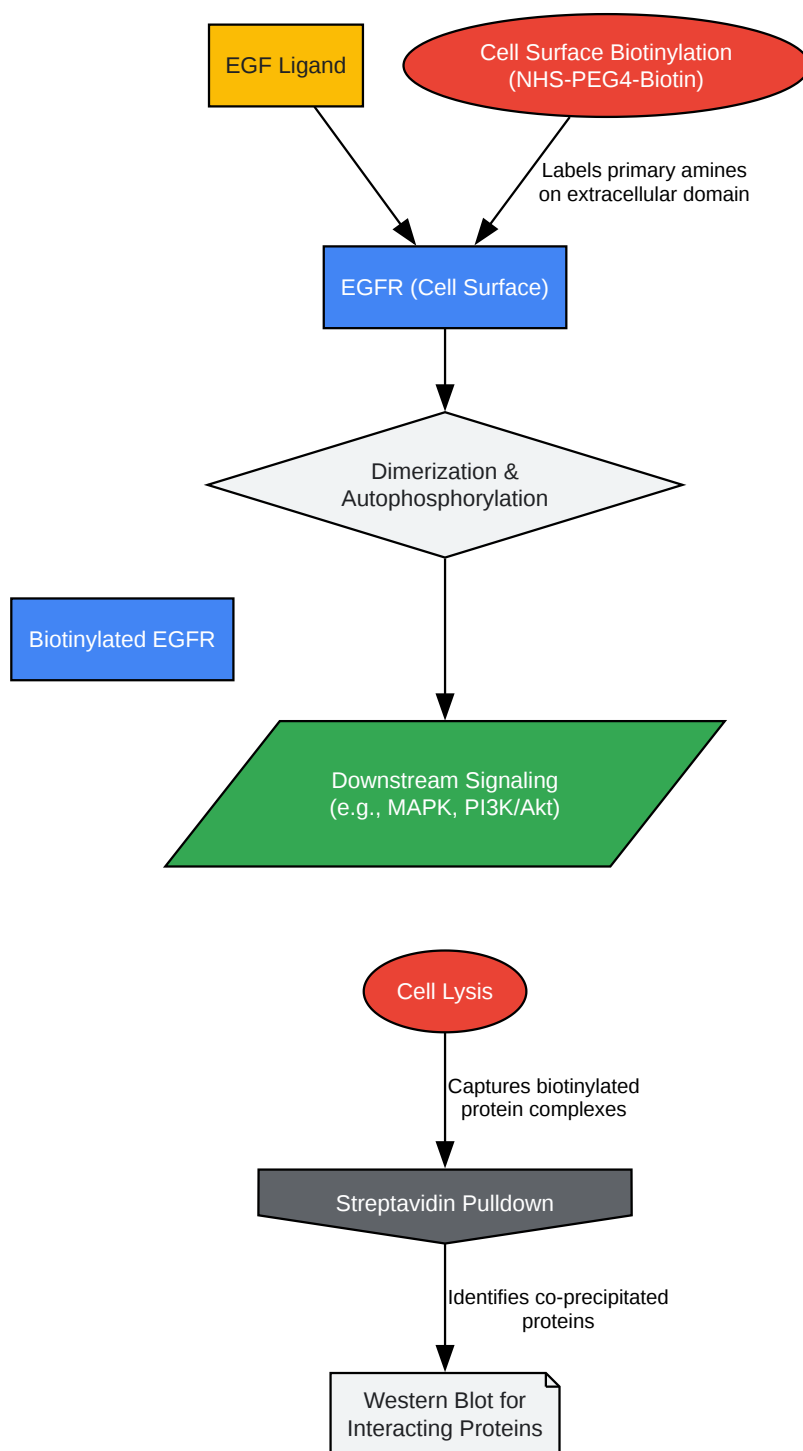 EGF Ligand
Cell Surface Biotinylation
(NHS-PEG4-Biotin)
Labels primary amines
on extracellular domain
EGFR (Cell Surface)
Dimerization &
Autophosphorylation
Biotinylated EGFR
Downstream Signaling
(e.g., MAPK, PI3K/Akt)
Cell Lysis
Captures biotinylated
protein complexes
Streptavidin Pulldown
Identifies co-precipitated
proteins
Western Blot for
Interacting Proteins